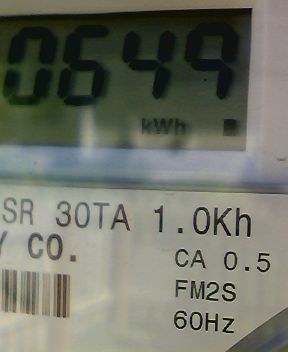 0649
kWh
SR 30TA 1.0Kh
Y CO.
CA 0.5
FM2S
60Hz